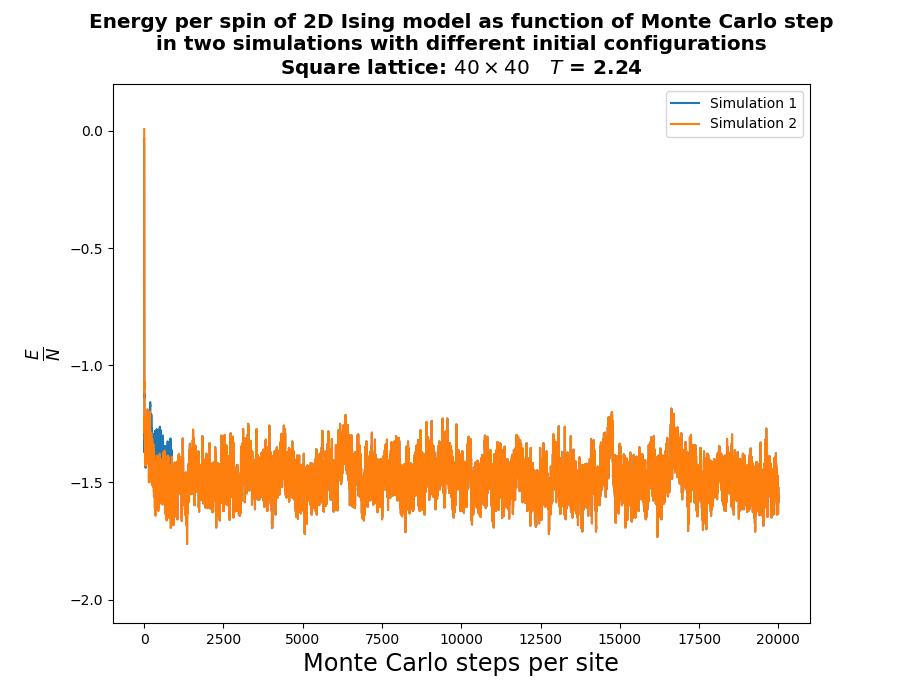 Energy per spin of 2D Ising model as function of Monte Carlo step
in two simulations with different initial configurations
Square lattice: 40 × 40 T = 2.24
Simulation 1
Simulation 2
0.0
−0.5
−1.0
−1.5
−2.0
E
N
0 2500 5000 7500 10000 12500 15000 17500 20000
Monte Carlo steps per site